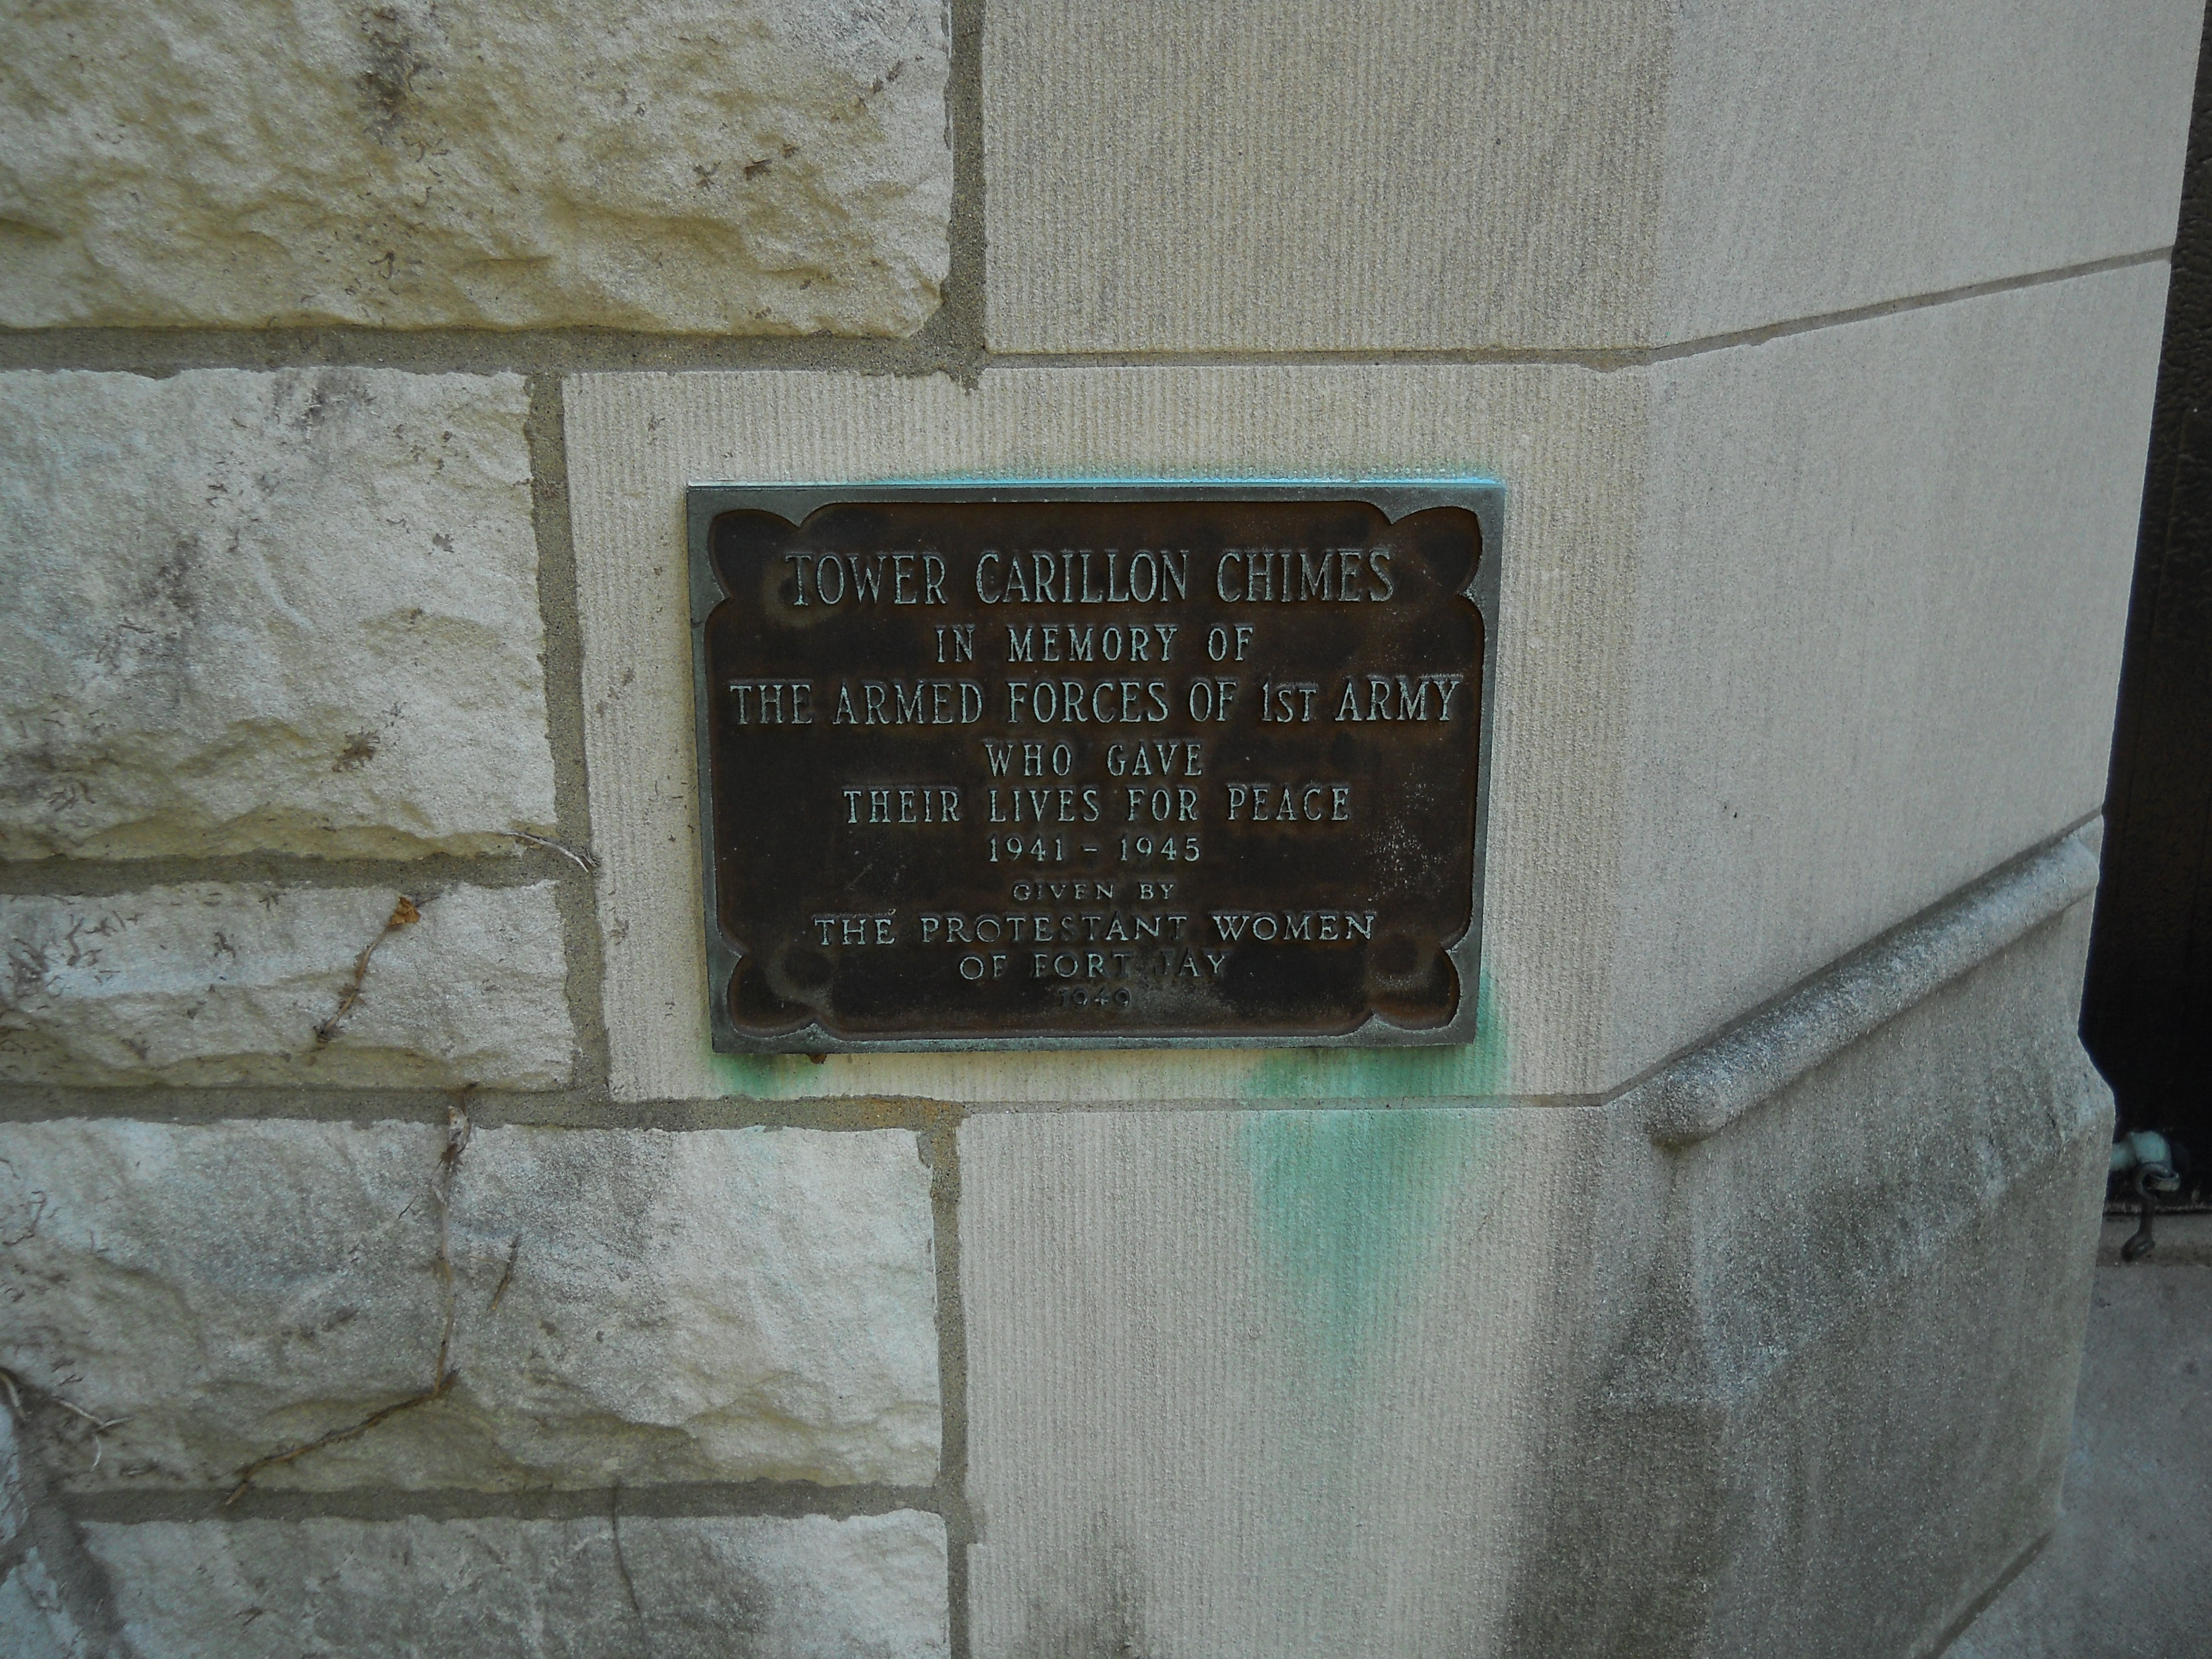 TOWER CARILLON CHIMES
IN MEMORY OF
THE ARMED FORCES OF 1ST ARMY
WHO GAVE
THEIR LIVES FOR PEACE
1941 - 1945
GIVEN BY
THE PROTESTANT WOMEN
OF FORT JAY
1949